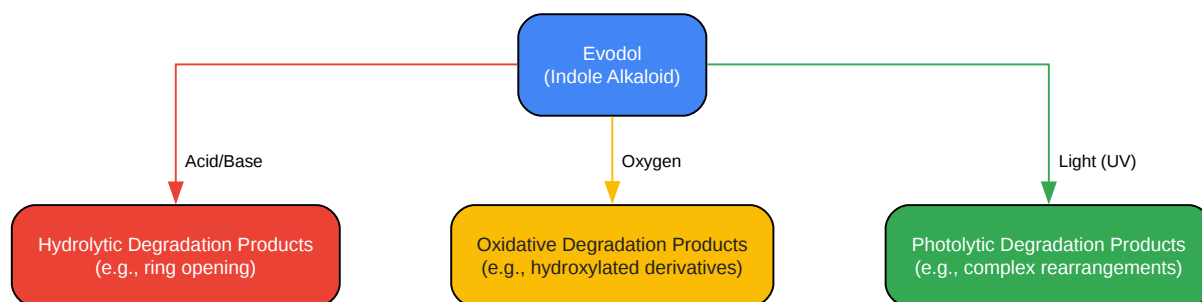 Evodol
(Indole Alkaloid)
Acid/Base
Oxygen
Light (UV)
Hydrolytic Degradation Products
(e.g., ring opening)
Oxidative Degradation Products
(e.g., hydroxylated derivatives)
Photolytic Degradation Products
(e.g., complex rearrangements)